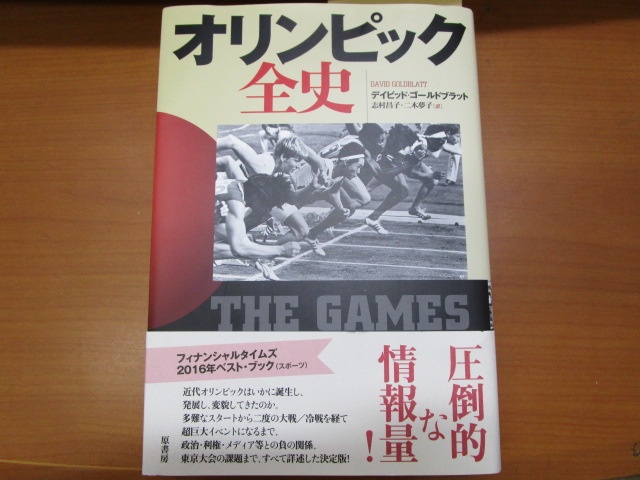 オリンピック
全史
DAVID GOLDBLATT
デイビッド・ゴールドブラット
志村昌子・二木夢子[訳]
THE GAMES
フィナンシャルタイムズ
2016年ベスト・ブック(スポーツ)
圧倒的
な
情報量!
近代オリンピックはいかに誕生し、
発展し、変貌してきたのか。
多難なスタートから二度の大戦/冷戦を経て
超巨大イベントになるまで、
政治・利権・メディア等との負の関係、
東京大会の課題まで、すべて詳述した決定版!
原書房